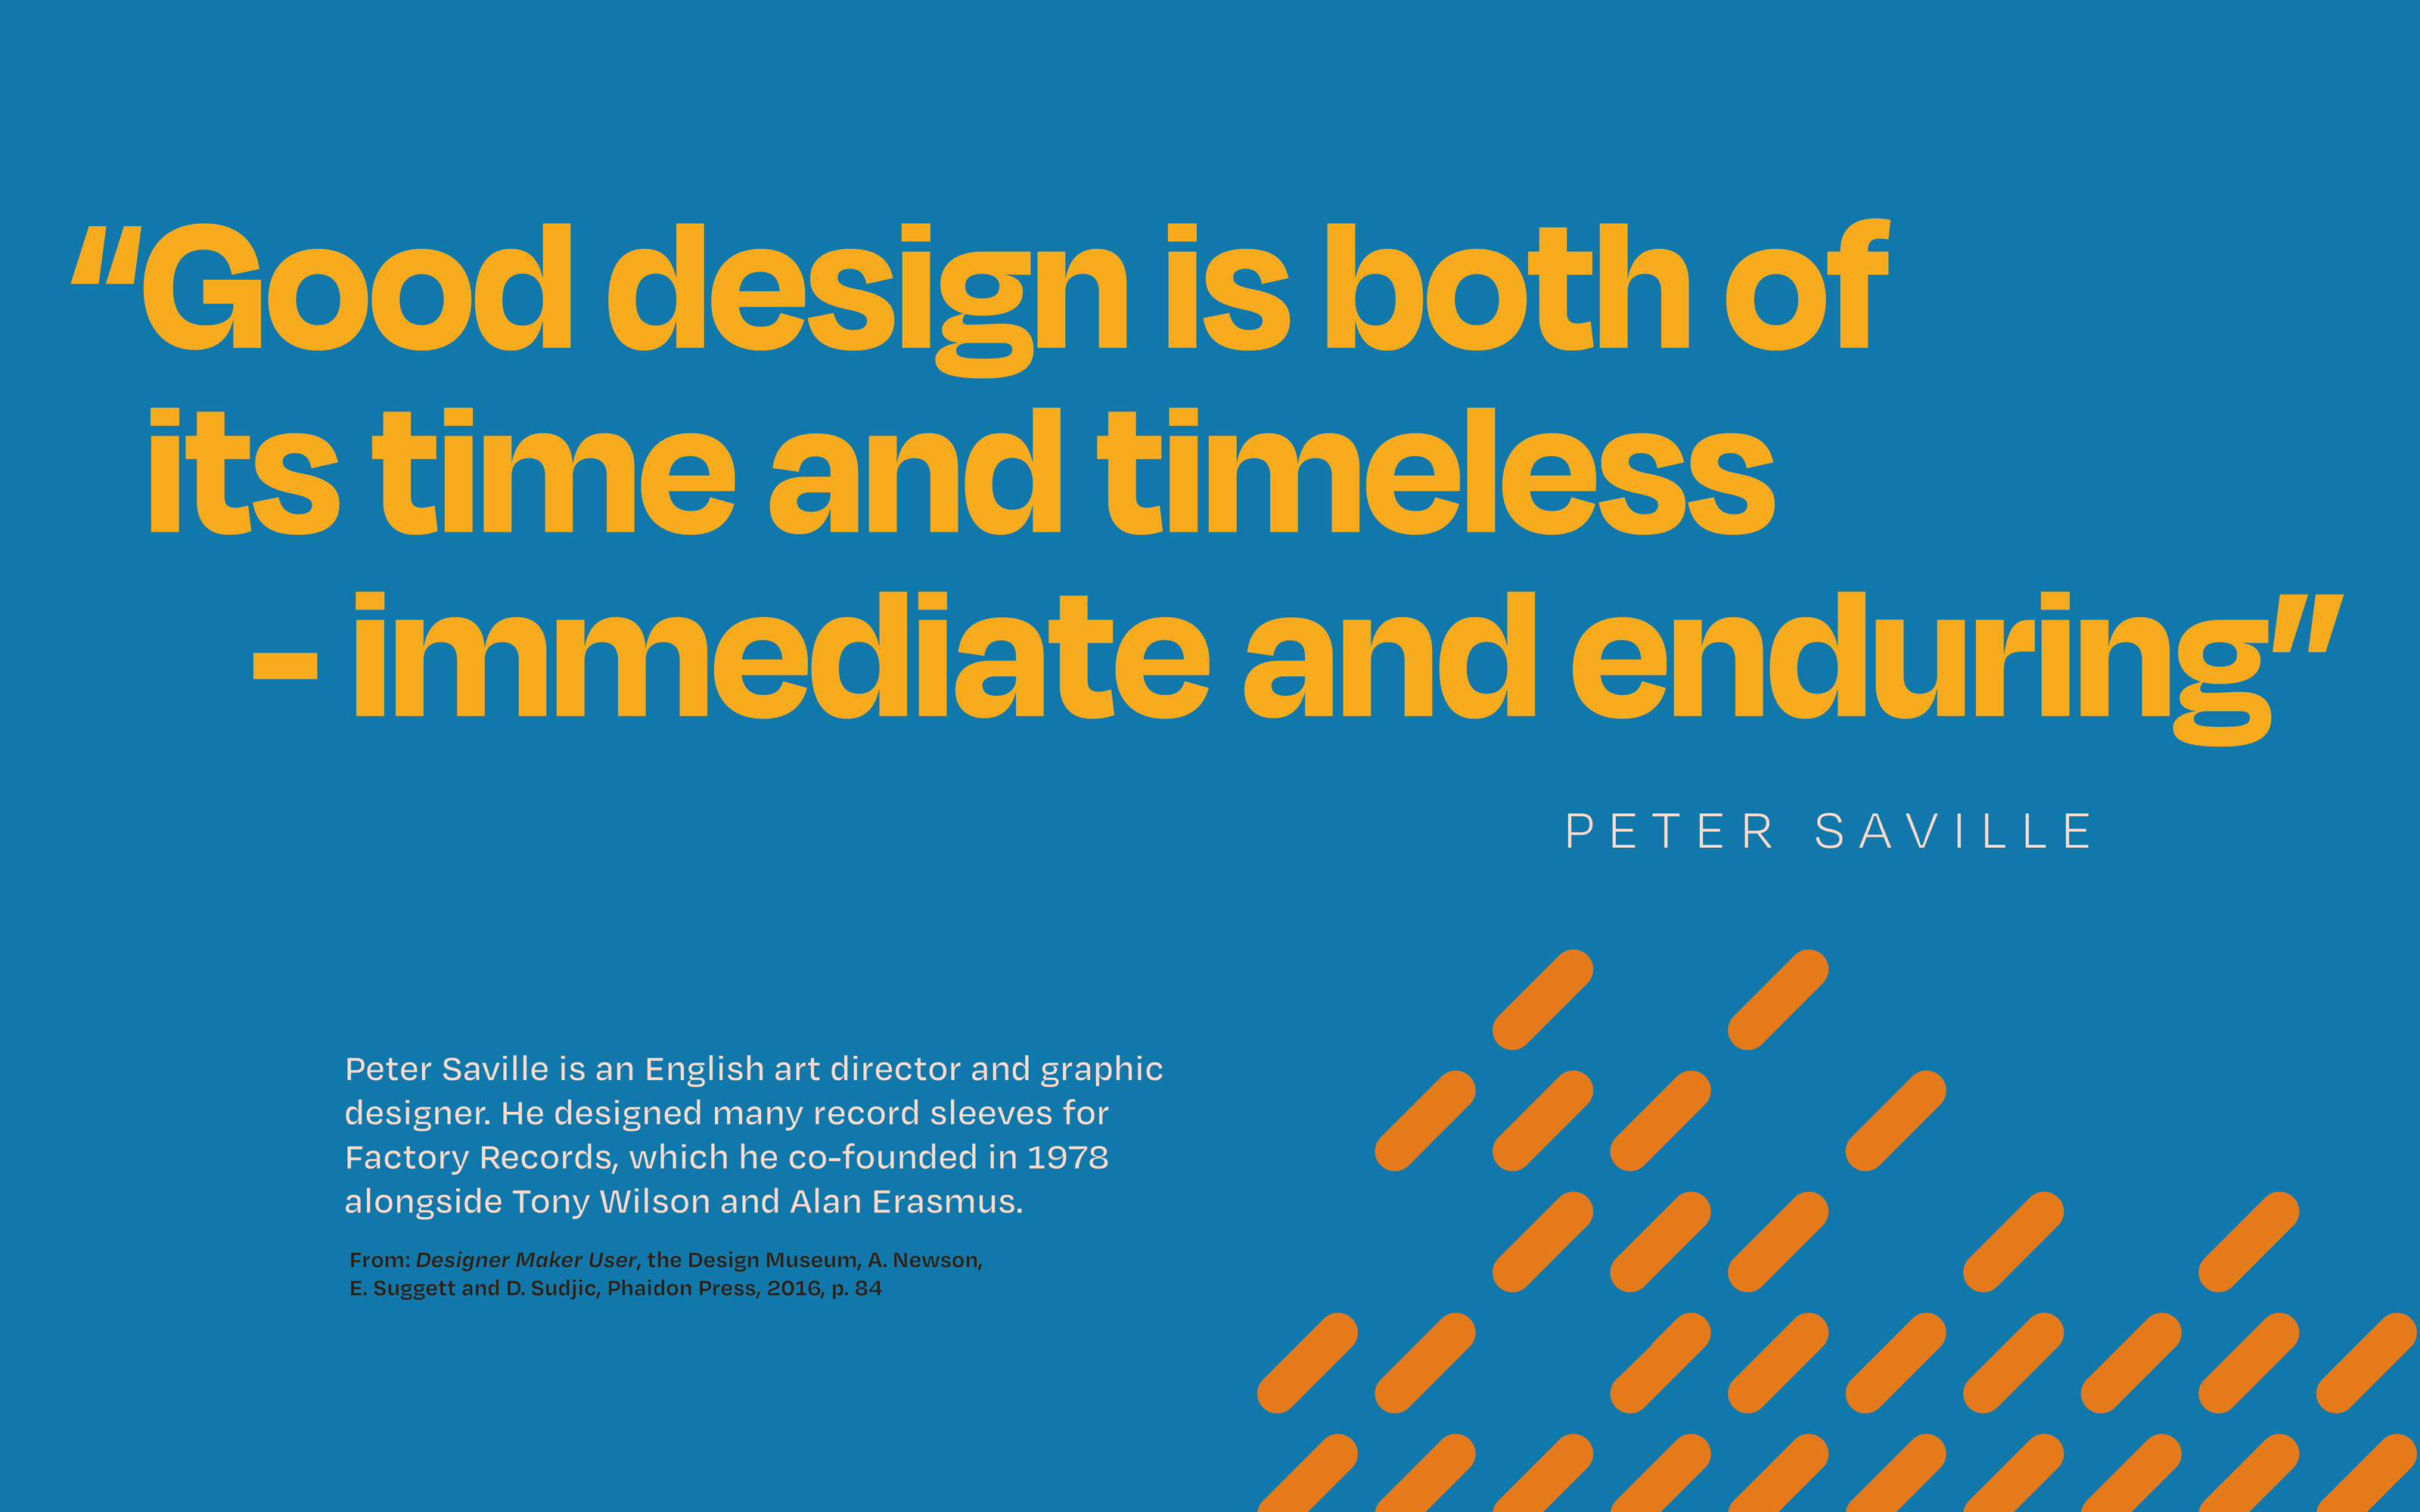 “Good design is both of
its time and timeless
– immediate and enduring”
PETER SAVILLE
Peter Saville is an English art director and graphic
designer. He designed many record sleeves for
Factory Records, which he co-founded in 1978
alongside Tony Wilson and Alan Erasmus.
From: Designer Maker User, the Design Museum, A. Newson,
E. Suggett and D. Sudjic, Phaidon Press, 2016, p. 84